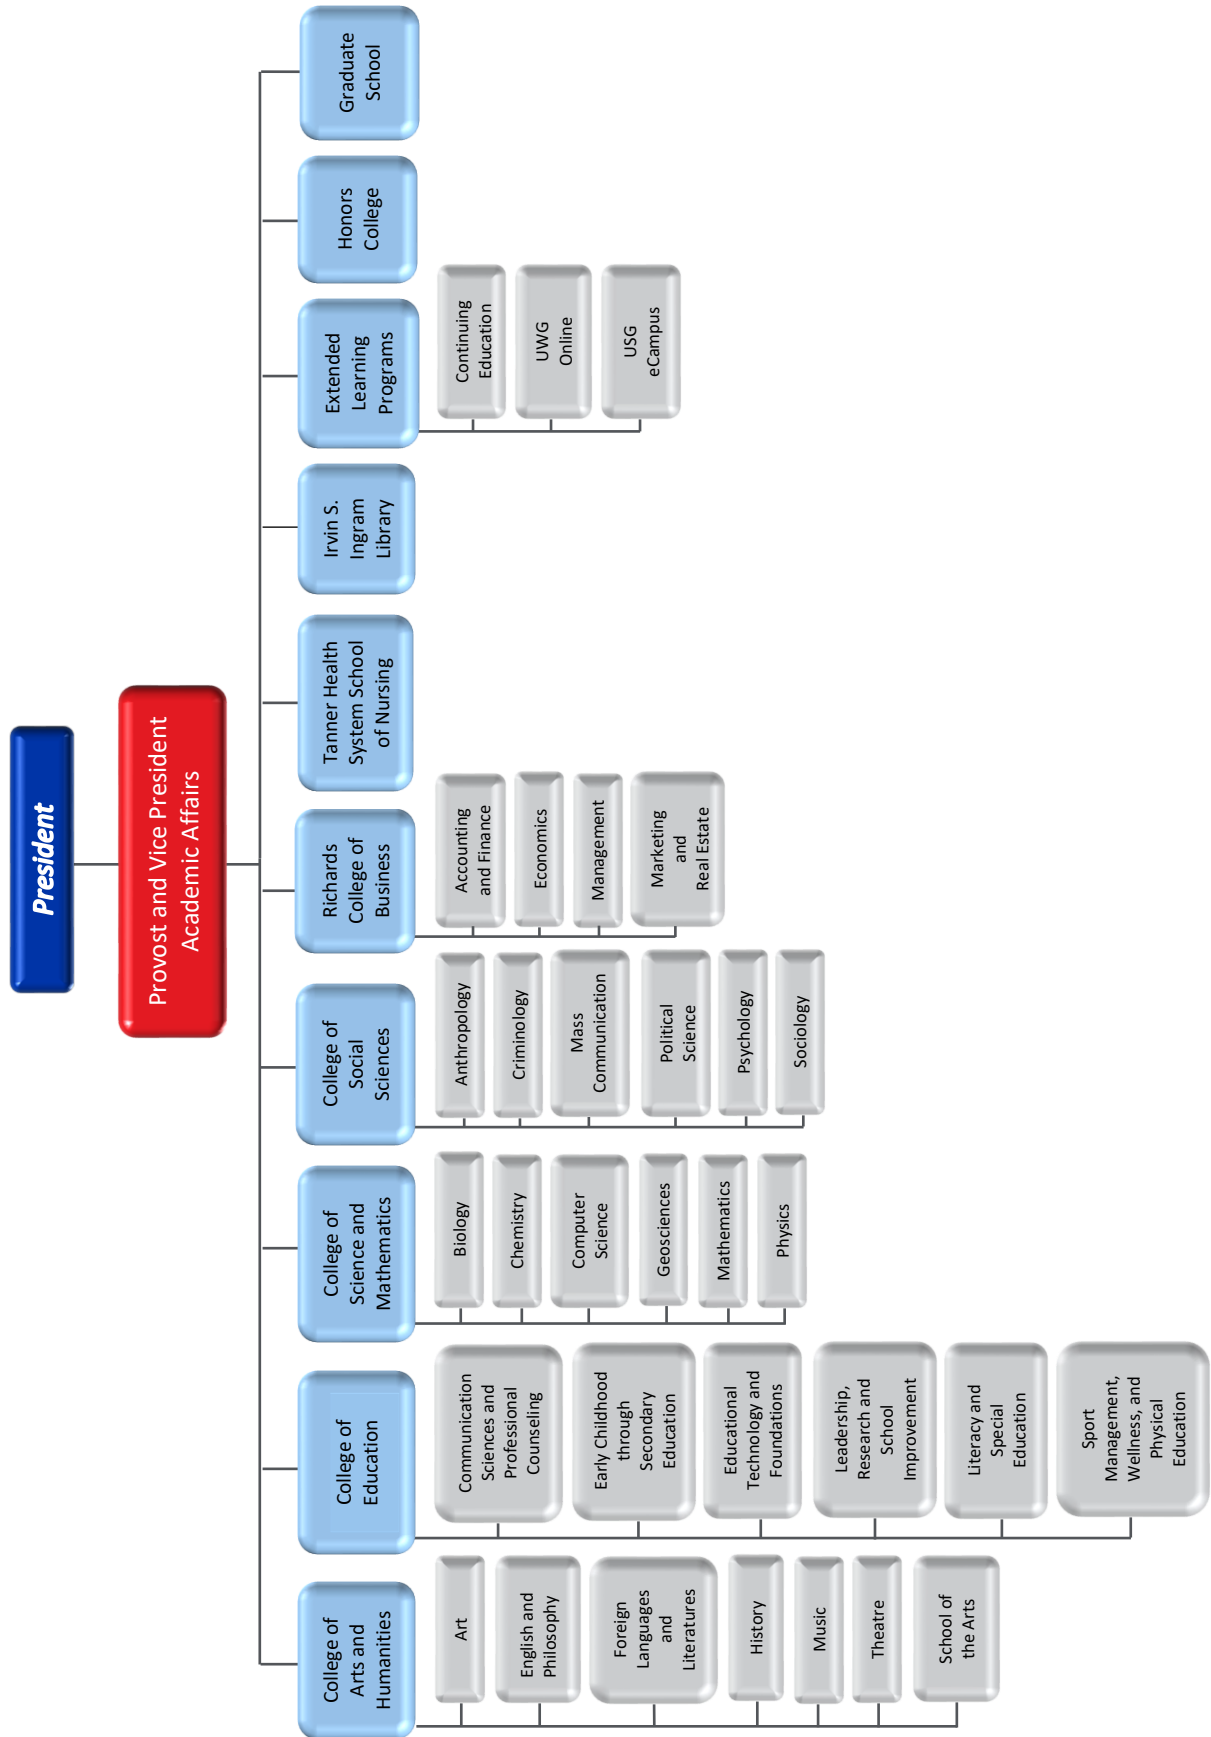 President
Provost and Vice President
Academic Affairs
College of
Arts and
Humanities
Art
English and
Philosophy
Foreign
Languages
and
Literatures
History
Music
Theatre
School of
the Arts
College of
Education
Communication
Sciences and
Professional
Counseling
Early Childhood
through
Secondary
Education
Educational
Technology and
Foundations
Leadership,
Research and
School
Improvement
Literacy and
Special
Education
Sport
Management,
Wellness, and
Physical
Education
College of
Science and
Mathematics
Biology
Chemistry
Computer
Science
Geosciences
Mathematics
Physics
College of
Social
Sciences
Anthropology
Criminology
Mass
Communication
Political
Science
Psychology
Sociology
Richards
College of
Business
Accounting
and Finance
Economics
Management
Marketing
and
Real Estate
Tanner Health
System School
of Nursing
Irvin S.
Ingram
Library
Extended
Learning
Programs
Continuing
Education
UWG
Online
USG
eCampus
Honors
College
Graduate
School